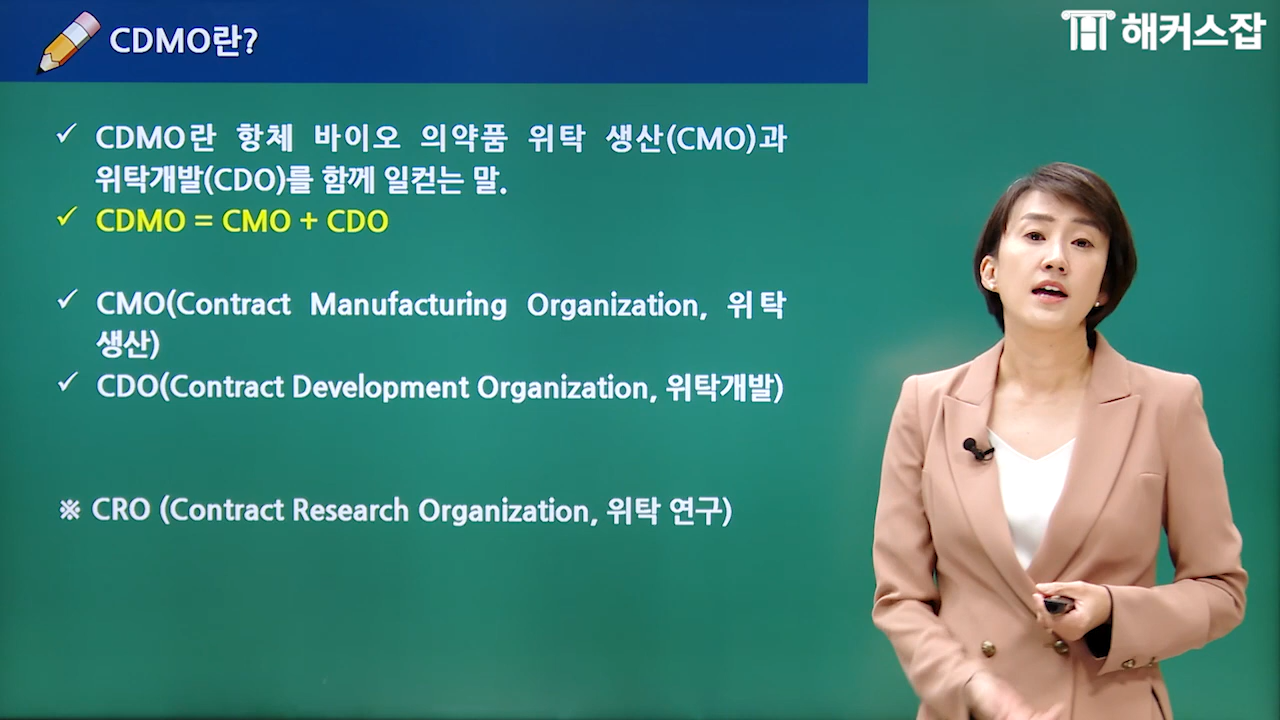 CDMO란?
해커스잡
✓ CDMO란 항체 바이오 의약품 위탁 생산(CMO)과
위탁개발(CDO)를 함께 일컫는 말.
✓ CDMO = CMO + CDO
✓ CMO(Contract Manufacturing Organization, 위탁
생산)
✓ CDO(Contract Development Organization, 위탁개발)
※ CRO (Contract Research Organization, 위탁 연구)